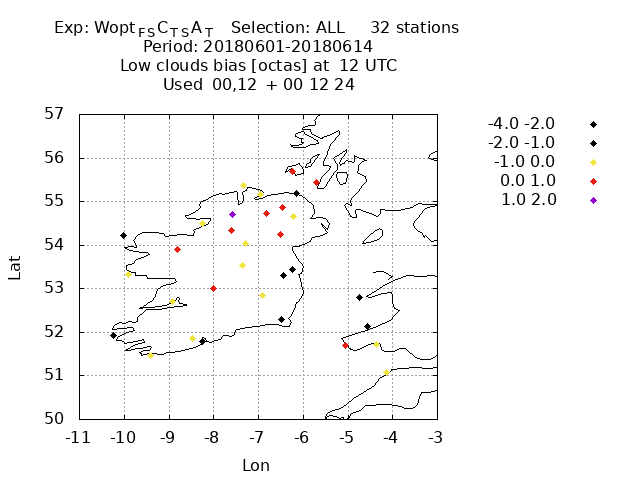 Exp: Wopt_FS C_TS A_T   Selection: ALL   32 stations
Period: 20180601-20180614
Low clouds bias [octas] at 12 UTC
Used 00,12 + 00 12 24
57
56
55
54
53
52
51
50
-11 -10 -9 -8 -7 -6 -5 -4 -3
Lat
Lon
-4.0 -2.0
-2.0 -1.0
-1.0 0.0
0.0 1.0
1.0 2.0